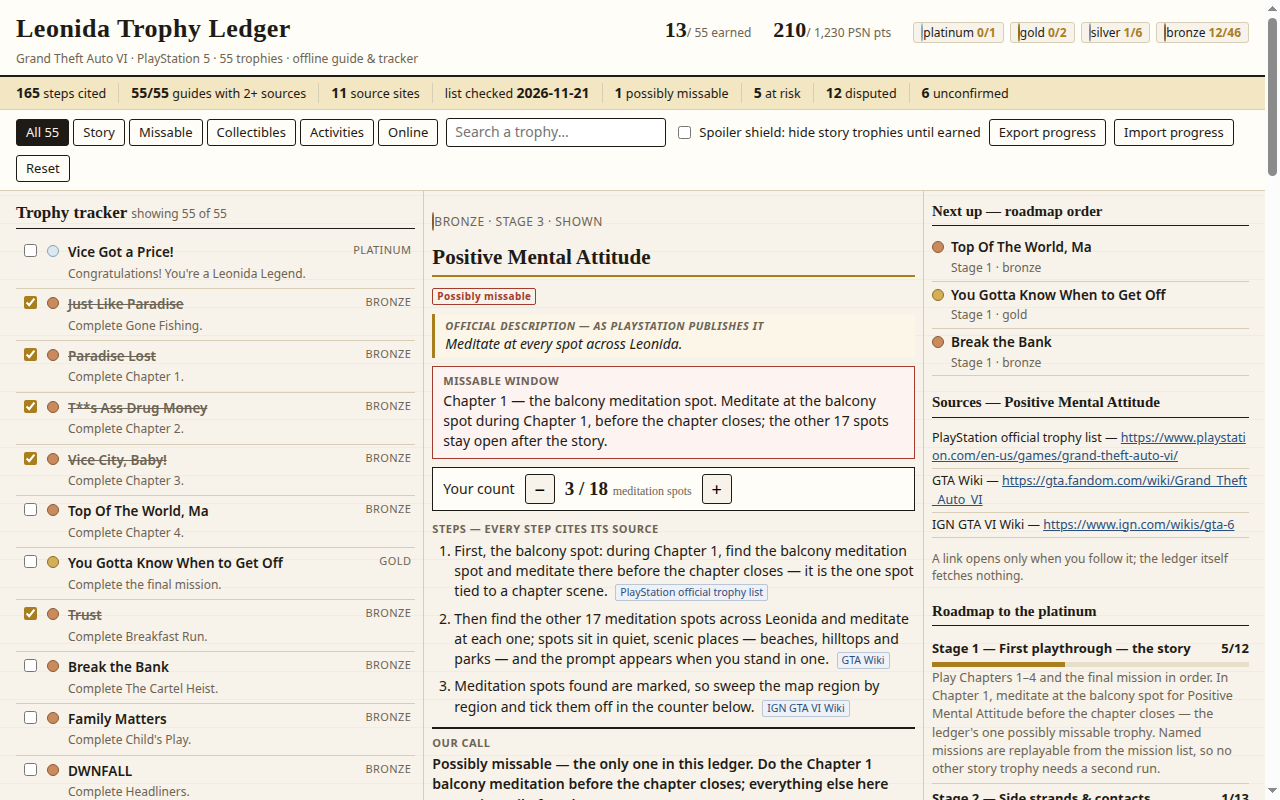 Leonida Trophy Ledger
13/ 55 earned 210/ 1,230 PSN pts platinum 0/1 gold 0/2 silver 1/6 bronze 12/46
Grand Theft Auto VI · PlayStation 5 · 55 trophies · offline guide & tracker
165 steps cited 55/55 guides with 2+ sources 11 source sites list checked 2026-11-21 1 possibly missable 5 at risk 12 disputed 6 unconfirmed
All 55 Story Missable Collectibles Activities Online Search a trophy... Spoiler shield: hide story trophies until earned Export progress Import progress
Reset
Trophy tracker showing 55 of 55
Vice Got a Price! PLATINUM
Congratulations! You're a Leonida Legend.
Just Like Paradise BRONZE
Complete Gone Fishing.
Paradise Lost BRONZE
Complete Chapter 1.
T**s Ass Drug Money BRONZE
Complete Chapter 2.
Vice City, Baby! BRONZE
Complete Chapter 3.
Top Of The World, Ma BRONZE
Complete Chapter 4.
You Gotta Know When to Get Off GOLD
Complete the final mission.
Trust BRONZE
Complete Breakfast Run.
Break the Bank BRONZE
Complete The Cartel Heist.
Family Matters BRONZE
Complete Child's Play.
DWNFALL BRONZE
Complete Headliners.
BRONZE · STAGE 3 · SHOWN
Positive Mental Attitude
Possibly missable
OFFICIAL DESCRIPTION — AS PLAYSTATION PUBLISHES IT
Meditate at every spot across Leonida.
MISSABLE WINDOW
Chapter 1 — the balcony meditation spot. Meditate at the balcony
spot during Chapter 1, before the chapter closes; the other 17 spots
stay open after the story.
Your count − 3 / 18 meditation spots +
STEPS — EVERY STEP CITES ITS SOURCE
1. First, the balcony spot: during Chapter 1, find the balcony meditation
spot and meditate there before the chapter closes — it is the one spot
tied to a chapter scene. PlayStation official trophy list
2. Then find the other 17 meditation spots across Leonida and meditate
at each one; spots sit in quiet, scenic places — beaches, hilltops and
parks — and the prompt appears when you stand in one. GTA Wiki
3. Meditation spots found are marked, so sweep the map region by
region and tick them off in the counter below. IGN GTA VI Wiki
OUR CALL
Possibly missable — the only one in this ledger. Do the Chapter 1
balcony meditation before the chapter closes; everything else here
Next up — roadmap order
Top Of The World, Ma
Stage 1 · bronze
You Gotta Know When to Get Off
Stage 1 · gold
Break the Bank
Stage 1 · bronze
Sources — Positive Mental Attitude
PlayStation official trophy list — https://www.playstati
on.com/en-us/games/grand-theft-auto-vi/
GTA Wiki — https://gta.fandom.com/wiki/Grand_Theft
_Auto_VI
IGN GTA VI Wiki — https://www.ign.com/wikis/gta-6
A link opens only when you follow it; the ledger itself
fetches nothing.
Roadmap to the platinum
Stage 1 — First playthrough — the story 5/12
Play Chapters 1–4 and the final mission in order. In
Chapter 1, meditate at the balcony spot for Positive
Mental Attitude before the chapter closes — the
ledger's one possibly missable trophy. Named
missions are replayable from the mission list, so no
other story trophy needs a second run.
Stage 2 — Side strands & contacts 1/13